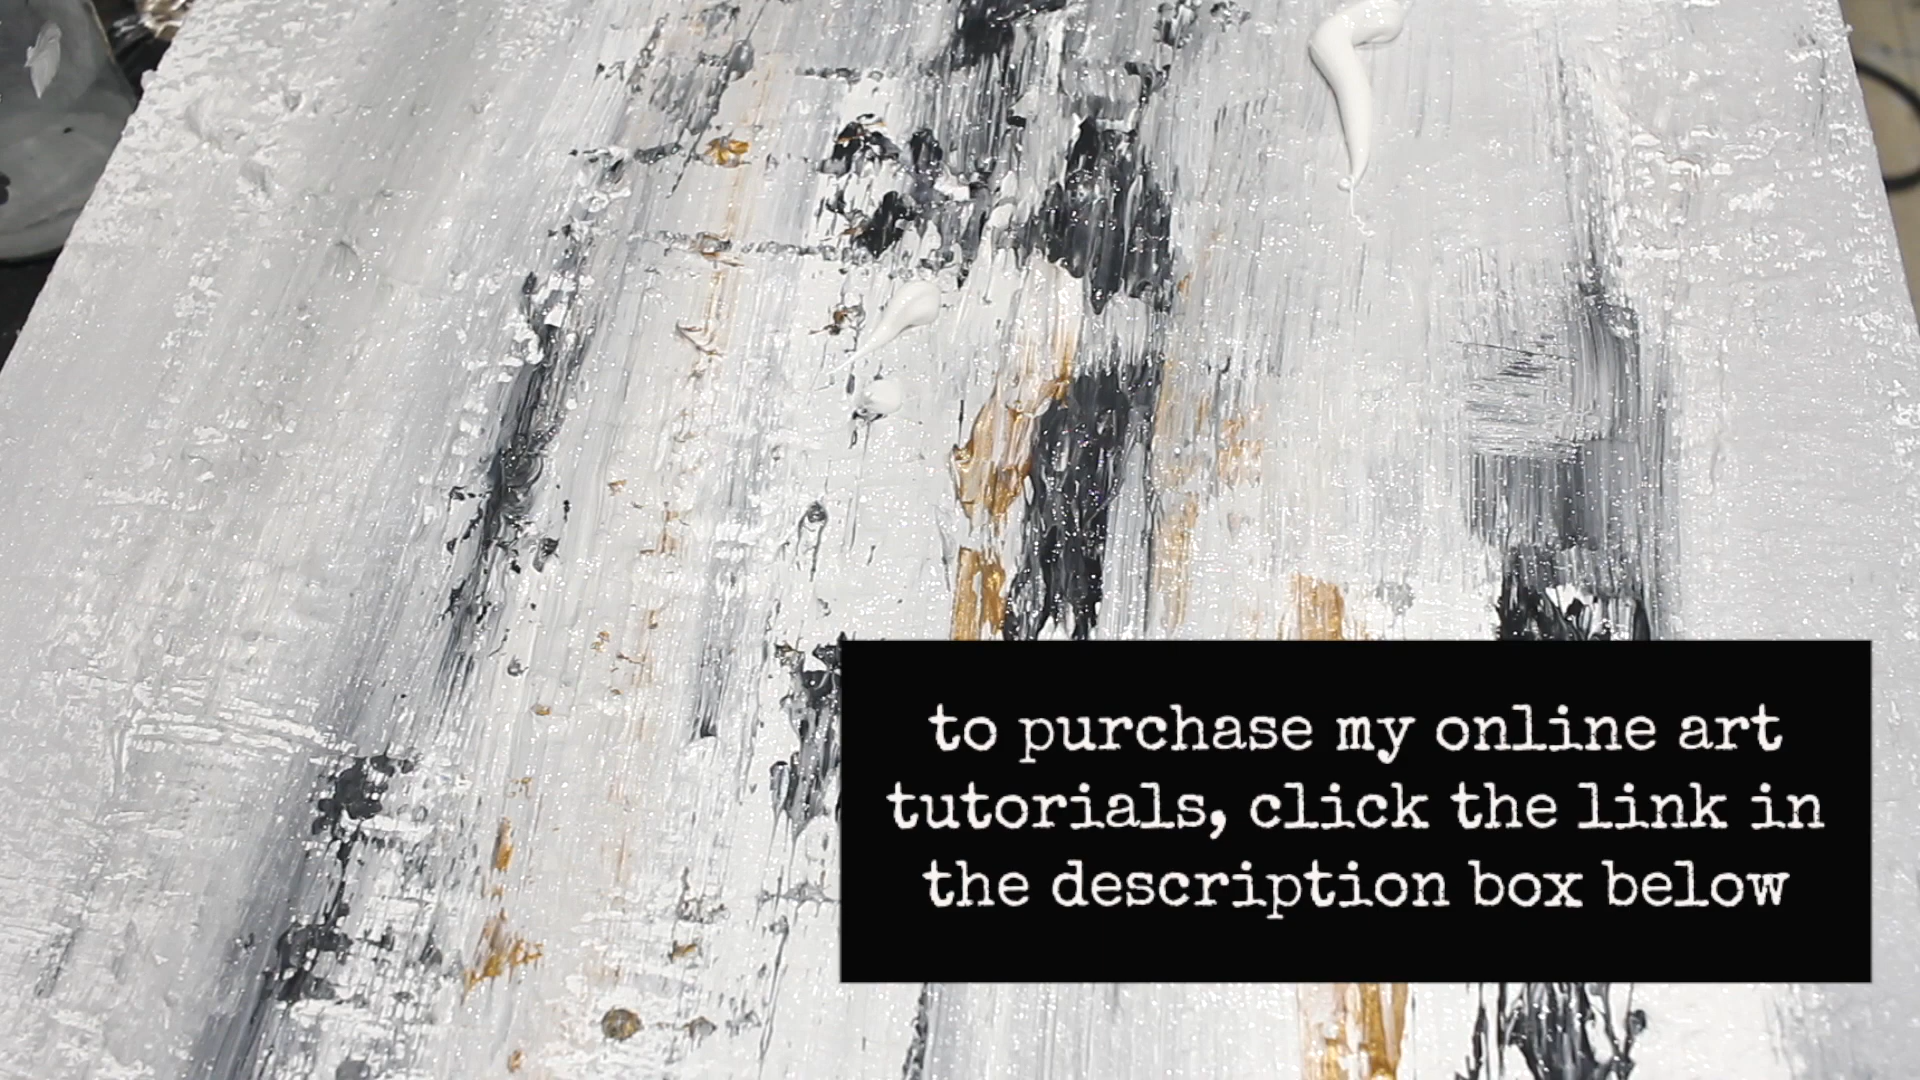 to purchase my online art
tutorials, click the link in
the description box below